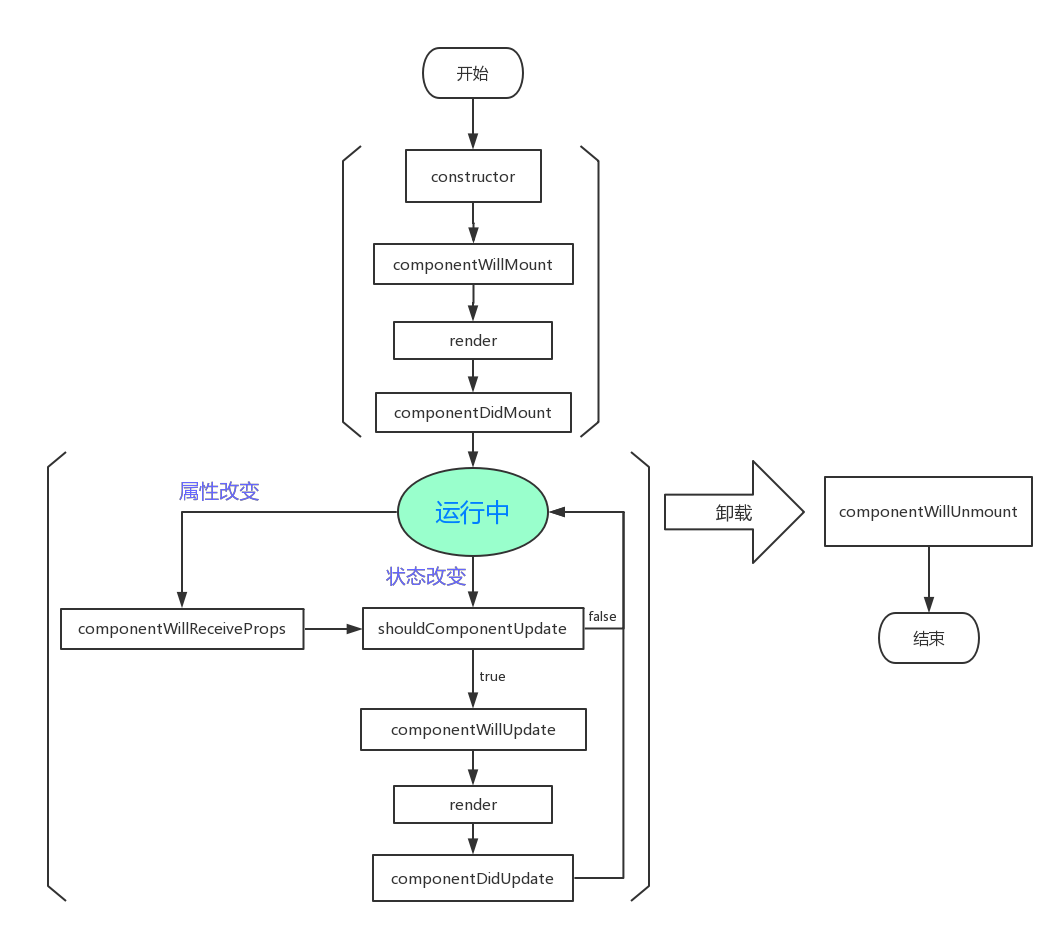 开始
constructor
componentWillMount
render
componentDidMount
运行中
属性改变
状态改变
卸载
componentWillUnmount
结束
componentWillReceiveProps
shouldComponentUpdate
false
true
componentWillUpdate
render
componentDidUpdate